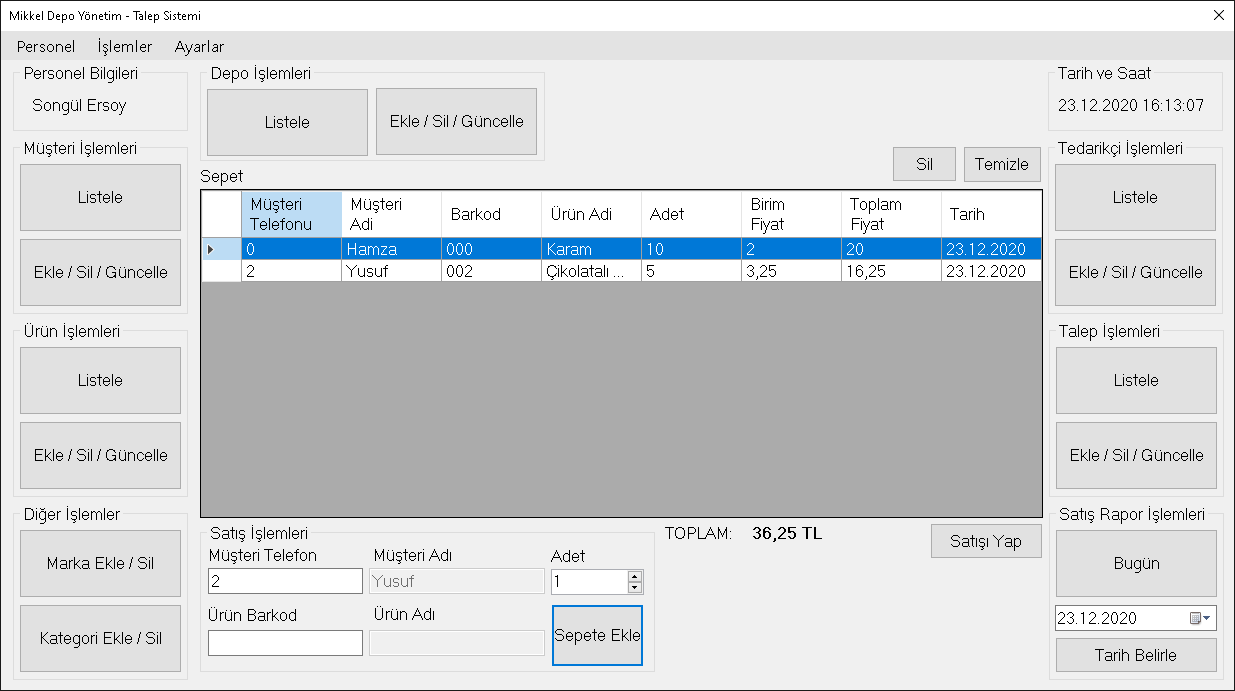 Mikkel Depo Yönetim - Talep Sistemi
Personel İşlemler Ayarlar
Personel Bilgileri
Songül Ersoy
Müşteri İşlemleri
Listele
Ekle / Sil / Güncelle
Ürün İşlemleri
Listele
Ekle / Sil / Güncelle
Diğer İşlemler
Marka Ekle / Sil
Kategori Ekle / Sil
Depo İşlemleri
Listele
Ekle / Sil / Güncelle
Sil
Temizle
Sepet
Müşteri Telefonu Müşteri Adi Barkod Ürün Adi Adet Birim Fiyat Toplam Fiyat Tarih
0 Hamza 000 Karam 10 2 20 23.12.2020
2 Yusuf 002 Çikolatalı ... 5 3,25 16,25 23.12.2020
Satış İşlemleri
Müşteri Telefon Müşteri Adı Adet
2 Yusuf 1
Ürün Barkod Ürün Adı
Sepete Ekle
TOPLAM: 36,25 TL
Satışı Yap
Tarih ve Saat
23.12.2020 16:13:07
Tedarikçi İşlemleri
Listele
Ekle / Sil / Güncelle
Talep İşlemleri
Listele
Ekle / Sil / Güncelle
Satış Rapor İşlemleri
Bugün
23.12.2020
Tarih Belirle